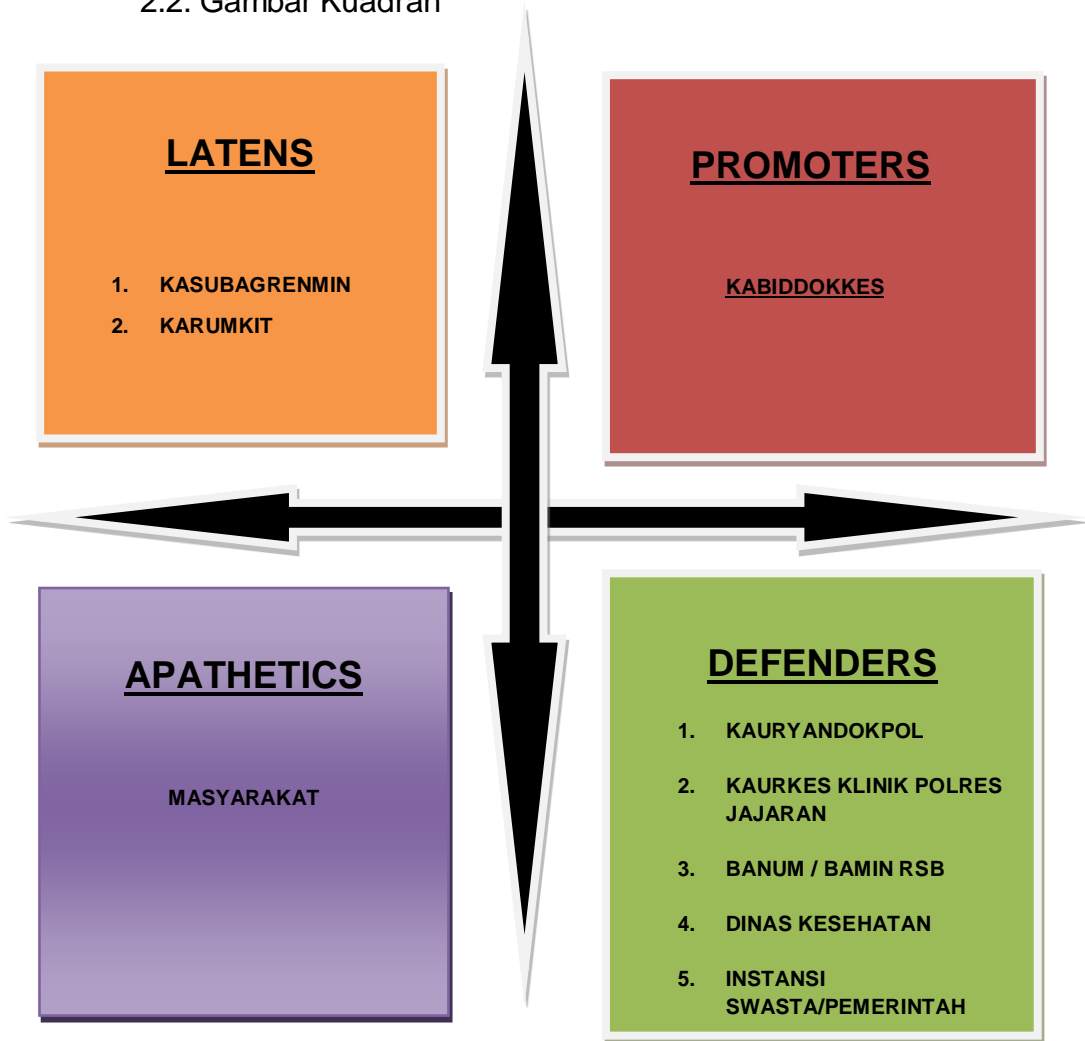 2.2. Gambar Kuadran
LATENS
1. KASUBAGRENMIN
2. KARUMKIT
PROMOTERS
KABIDDOKKES
APATHETICS
MASYARAKAT
DEFENDERS
1. KAURYANDOKPOL
2. KAURKES KLINIK POLRES
JAJARAN
3. BANUM / BAMIN RSB
4. DINAS KESEHATAN
5. INSTANSI
SWASTA/PEMERINTAH